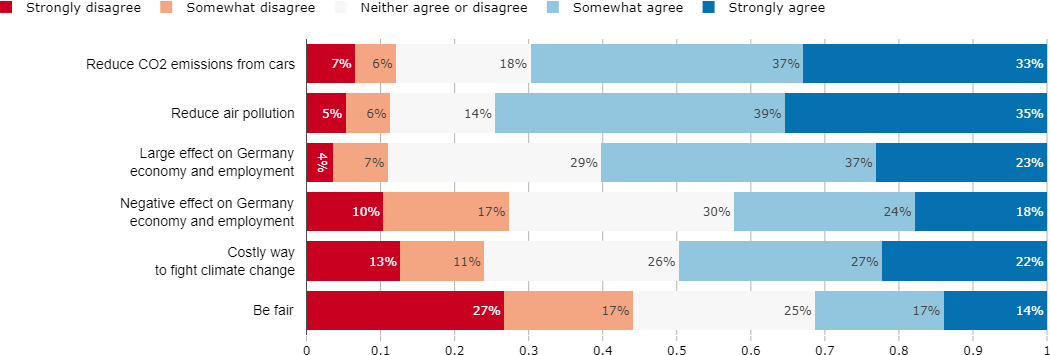 Strongly disagree Somewhat disagree Neither agree or disagree Somewhat agree Strongly agree
Reduce CO2 emissions from cars 7% 6% 18% 37% 33%
Reduce air pollution 5% 6% 14% 39% 35%
Large effect on Germany
economy and employment 4% 7% 29% 37% 23%
Negative effect on Germany
economy and employment 10% 17% 30% 24% 18%
Costly way
to fight climate change 13% 11% 26% 27% 22%
Be fair 27% 17% 25% 17% 14%
0 0.1 0.2 0.3 0.4 0.5 0.6 0.7 0.8 0.9 1